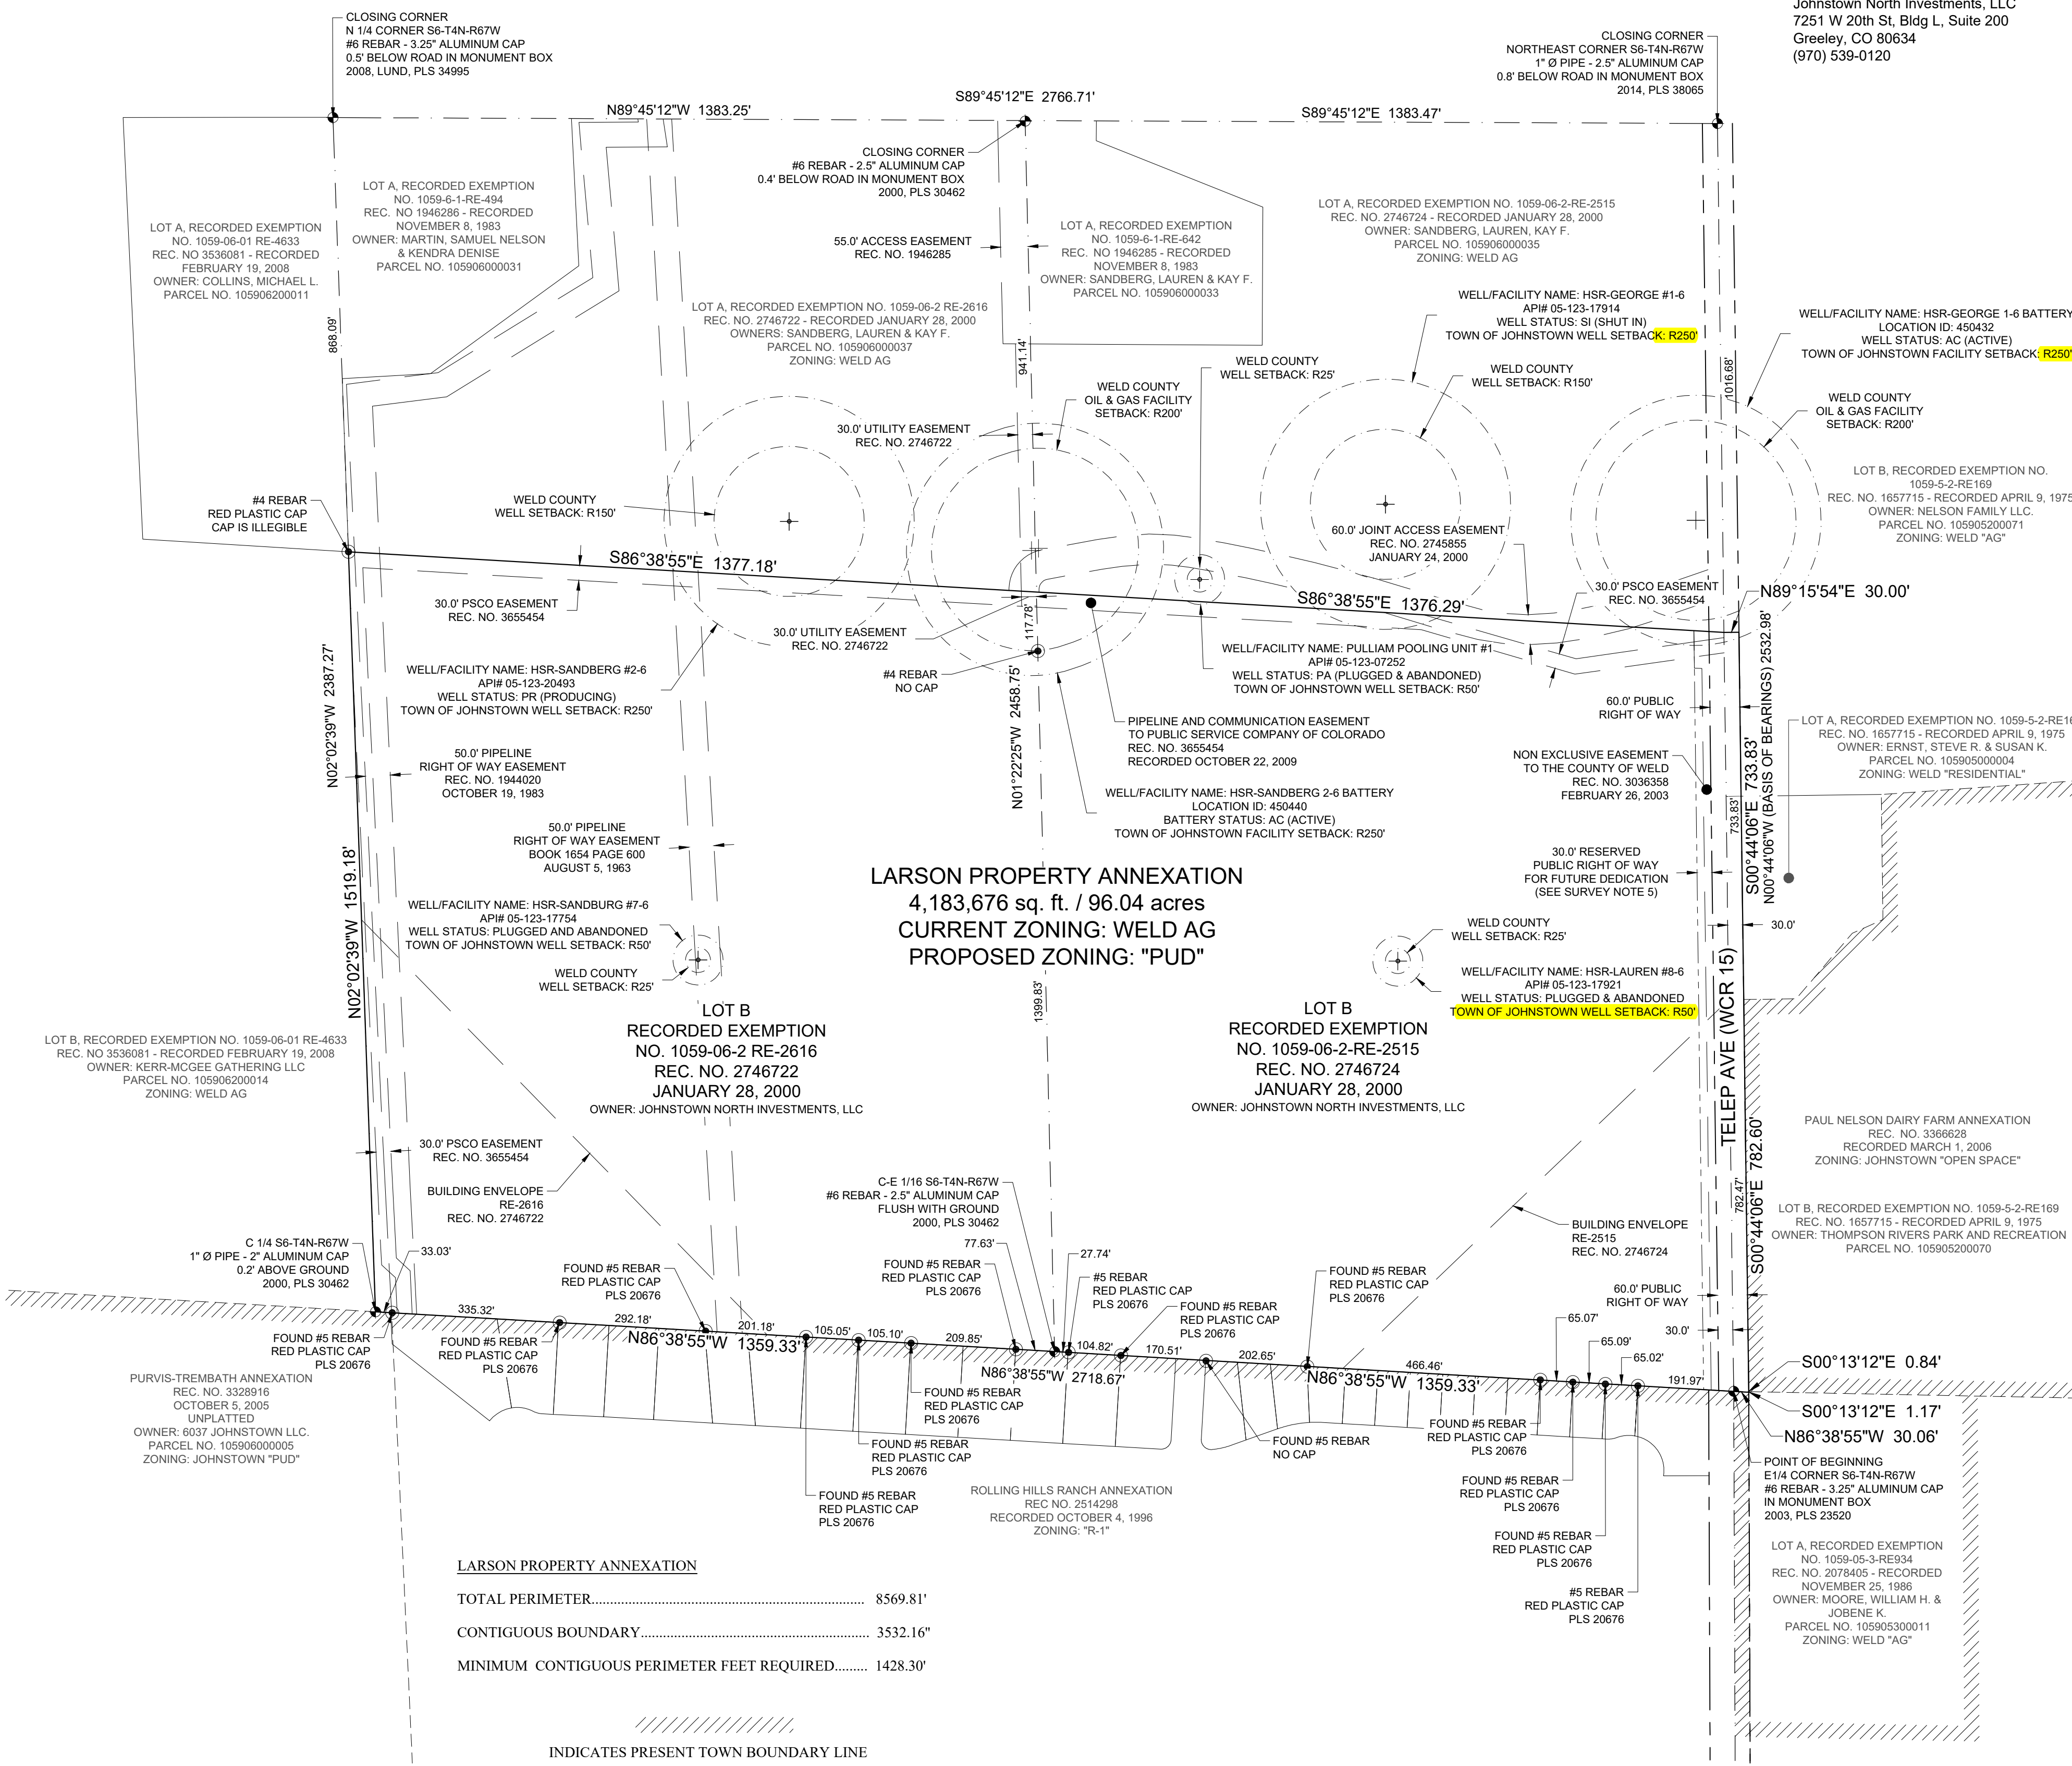 Johnstown North Investments, LLC
7251 W 20th St, Bldg L, Suite 200
Greeley, CO 80634
(970) 539-0120
CLOSING CORNER
N 1/4 CORNER S6-T4N-R67W
#6 REBAR - 3.25" ALUMINUM CAP
0.5' BELOW ROAD IN MONUMENT BOX
2008, LUND, PLS 34995
CLOSING CORNER
NORTHEAST CORNER S6-T4N-R67W
1" Ø PIPE - 2.5" ALUMINUM CAP
0.8' BELOW ROAD IN MONUMENT BOX
2014, PLS 38065
N89°45'12"W 1383.25'
S89°45'12"E 2766.71'
S89°45'12"E 1383.47'
CLOSING CORNER
#6 REBAR - 2.5" ALUMINUM CAP
0.4' BELOW ROAD IN MONUMENT BOX
2000, PLS 30462
LOT A, RECORDED EXEMPTION
NO. 1059-06-01 RE-4633
REC. NO 3536081 - RECORDED
FEBRUARY 19, 2008
OWNER: COLLINS, MICHAEL L.
PARCEL NO. 105906200011
LOT A, RECORDED EXEMPTION
NO. 1059-6-1-RE-494
REC. NO 1946286 - RECORDED
NOVEMBER 8, 1983
OWNER: MARTIN, SAMUEL NELSON
& KENDRA DENISE
PARCEL NO. 105906000031
55.0' ACCESS EASEMENT
REC. NO. 1946285
LOT A, RECORDED EXEMPTION
NO. 1059-6-1-RE-642
REC. NO 1946285 - RECORDED
NOVEMBER 8, 1983
OWNER: SANDBERG, LAUREN & KAY F.
PARCEL NO. 105906000033
LOT A, RECORDED EXEMPTION NO. 1059-06-2-RE-2515
REC. NO. 2746724 - RECORDED JANUARY 28, 2000
OWNER: SANDBERG, LAUREN, KAY F.
PARCEL NO. 105906000035
ZONING: WELD AG
LOT A, RECORDED EXEMPTION NO. 1059-06-2 RE-2616
REC. NO. 2746722 - RECORDED JANUARY 28, 2000
OWNERS: SANDBERG, LAUREN & KAY F.
PARCEL NO. 105906000037
ZONING: WELD AG
WELL/FACILITY NAME: HSR-GEORGE #1-6
API# 05-123-17914
WELL STATUS: SI (SHUT IN)
TOWN OF JOHNSTOWN WELL SETBACK: R250'
WELL/FACILITY NAME: HSR-GEORGE 1-6 BATTERY
LOCATION ID: 450432
WELL STATUS: AC (ACTIVE)
TOWN OF JOHNSTOWN FACILITY SETBACK: R250'
868.09'
941.14'
1016.68'
WELD COUNTY
WELL SETBACK: R25'
WELD COUNTY
WELL SETBACK: R150'
WELD COUNTY
OIL & GAS FACILITY
SETBACK: R200'
WELD COUNTY
OIL & GAS FACILITY
SETBACK: R200'
30.0' UTILITY EASEMENT
REC. NO. 2746722
LOT B, RECORDED EXEMPTION NO.
1059-5-2-RE169
REC. NO. 1657715 - RECORDED APRIL 9, 1975
OWNER: NELSON FAMILY LLC.
PARCEL NO. 105905200071
ZONING: WELD "AG"
#4 REBAR
RED PLASTIC CAP
CAP IS ILLEGIBLE
WELD COUNTY
WELL SETBACK: R150'
60.0' JOINT ACCESS EASEMENT
REC. NO. 2745855
JANUARY 24, 2000
S86°38'55"E 1377.18'
S86°38'55"E 1376.29'
30.0' PSCO EASEMENT
REC. NO. 3655454
30.0' PSCO EASEMENT
REC. NO. 3655454
N89°15'54"E 30.00'
30.0' UTILITY EASEMENT
REC. NO. 2746722
117.78'
N02°02'39"W 2387.27'
WELL/FACILITY NAME: HSR-SANDBERG #2-6
API# 05-123-20493
WELL STATUS: PR (PRODUCING)
TOWN OF JOHNSTOWN WELL SETBACK: R250'
#4 REBAR
NO CAP
N01°22'25"W 2458.75'
WELL/FACILITY NAME: PULLIAM POOLING UNIT #1
API# 05-123-07252
WELL STATUS: PA (PLUGGED & ABANDONED)
TOWN OF JOHNSTOWN WELL SETBACK: R50'
60.0' PUBLIC
RIGHT OF WAY
PIPELINE AND COMMUNICATION EASEMENT
TO PUBLIC SERVICE COMPANY OF COLORADO
REC. NO. 3655454
RECORDED OCTOBER 22, 2009
LOT A, RECORDED EXEMPTION NO. 1059-5-2-RE16
REC. NO. 1657715 - RECORDED APRIL 9, 1975
OWNER: ERNST, STEVE R. & SUSAN K.
PARCEL NO. 105905000004
ZONING: WELD "RESIDENTIAL"
50.0' PIPELINE
RIGHT OF WAY EASEMENT
REC. NO. 1944020
OCTOBER 19, 1983
NON EXCLUSIVE EASEMENT
TO THE COUNTY OF WELD
REC. NO. 3036358
FEBRUARY 26, 2003
S00°44'06"E 733.83'
N00°44'06"W (BASIS OF BEARINGS) 2532.98'
733.83'
WELL/FACILITY NAME: HSR-SANDBERG 2-6 BATTERY
LOCATION ID: 450440
BATTERY STATUS: AC (ACTIVE)
TOWN OF JOHNSTOWN FACILITY SETBACK: R250'
50.0' PIPELINE
RIGHT OF WAY EASEMENT
BOOK 1654 PAGE 600
AUGUST 5, 1963
30.0' RESERVED
PUBLIC RIGHT OF WAY
FOR FUTURE DEDICATION
(SEE SURVEY NOTE 5)
LARSON PROPERTY ANNEXATION
4,183,676 sq. ft. / 96.04 acres
CURRENT ZONING: WELD AG
PROPOSED ZONING: "PUD"
N02°02'39"W 1519.18'
WELL/FACILITY NAME: HSR-SANDBURG #7-6
API# 05-123-17754
WELL STATUS: PLUGGED AND ABANDONED
TOWN OF JOHNSTOWN WELL SETBACK: R50'
WELD COUNTY
WELL SETBACK: R25'
WELD COUNTY
WELL SETBACK: R25'
30.0'
WELL/FACILITY NAME: HSR-LAUREN #8-6
API# 05-123-17921
WELL STATUS: PLUGGED & ABANDONED
TOWN OF JOHNSTOWN WELL SETBACK: R50'
1399.83'
TELEP AVE (WCR 15)
LOT B
RECORDED EXEMPTION
NO. 1059-06-2 RE-2616
REC. NO. 2746722
JANUARY 28, 2000
OWNER: JOHNSTOWN NORTH INVESTMENTS, LLC
LOT B
RECORDED EXEMPTION
NO. 1059-06-2-RE-2515
REC. NO. 2746724
JANUARY 28, 2000
OWNER: JOHNSTOWN NORTH INVESTMENTS, LLC
LOT B, RECORDED EXEMPTION NO. 1059-06-01 RE-4633
REC. NO 3536081 - RECORDED FEBRUARY 19, 2008
OWNER: KERR-MCGEE GATHERING LLC
PARCEL NO. 105906200014
ZONING: WELD AG
PAUL NELSON DAIRY FARM ANNEXATION
REC. NO. 3366628
RECORDED MARCH 1, 2006
ZONING: JOHNSTOWN "OPEN SPACE"
30.0' PSCO EASEMENT
REC. NO. 3655454
S00°44'06"E 782.60'
782.47'
BUILDING ENVELOPE
RE-2616
REC. NO. 2746722
C-E 1/16 S6-T4N-R67W
#6 REBAR - 2.5" ALUMINUM CAP
FLUSH WITH GROUND
2000, PLS 30462
BUILDING ENVELOPE
RE-2515
REC. NO. 2746724
LOT B, RECORDED EXEMPTION NO. 1059-5-2-RE169
REC. NO. 1657715 - RECORDED APRIL 9, 1975
OWNER: THOMPSON RIVERS PARK AND RECREATION
PARCEL NO. 105905200070
C 1/4 S6-T4N-R67W
1" Ø PIPE - 2" ALUMINUM CAP
0.2' ABOVE GROUND
2000, PLS 30462
33.03'
77.63'
27.74'
FOUND #5 REBAR
RED PLASTIC CAP
PLS 20676
FOUND #5 REBAR
RED PLASTIC CAP
PLS 20676
#5 REBAR
RED PLASTIC CAP
PLS 20676
FOUND #5 REBAR
RED PLASTIC CAP
PLS 20676
FOUND #5 REBAR
RED PLASTIC CAP
PLS 20676
60.0' PUBLIC
RIGHT OF WAY
30.0'
335.32'
292.18'
201.18'
105.05'
105.10'
209.85'
104.82'
170.51'
202.65'
466.46'
65.07'
65.09'
65.02'
191.97'
N86°38'55"W 1359.33'
N86°38'55"W 2718.67'
N86°38'55"W 1359.33'
FOUND #5 REBAR
RED PLASTIC CAP
PLS 20676
FOUND #5 REBAR
RED PLASTIC CAP
PLS 20676
S00°13'12"E 0.84'
S00°13'12"E 1.17'
N86°38'55"W 30.06'
PURVIS-TREMBATH ANNEXATION
REC. NO. 3328916
OCTOBER 5, 2005
UNPLATTED
OWNER: 6037 JOHNSTOWN LLC.
PARCEL NO. 105906000005
ZONING: JOHNSTOWN "PUD"
FOUND #5 REBAR
RED PLASTIC CAP
PLS 20676
FOUND #5 REBAR
RED PLASTIC CAP
PLS 20676
FOUND #5 REBAR
RED PLASTIC CAP
PLS 20676
FOUND #5 REBAR
NO CAP
FOUND #5 REBAR
RED PLASTIC CAP
PLS 20676
FOUND #5 REBAR
RED PLASTIC CAP
PLS 20676
FOUND #5 REBAR
RED PLASTIC CAP
PLS 20676
#5 REBAR
RED PLASTIC CAP
PLS 20676
POINT OF BEGINNING
E1/4 CORNER S6-T4N-R67W
#6 REBAR - 3.25" ALUMINUM CAP
IN MONUMENT BOX
2003, PLS 23520
ROLLING HILLS RANCH ANNEXATION
REC NO. 2514298
RECORDED OCTOBER 4, 1996
ZONING: "R-1"
LOT A, RECORDED EXEMPTION
NO. 1059-05-3-RE934
REC. NO. 2078405 - RECORDED
NOVEMBER 25, 1986
OWNER: MOORE, WILLIAM H. &
JOBENE K.
PARCEL NO. 105905300011
ZONING: WELD "AG"
LARSON PROPERTY ANNEXATION
TOTAL PERIMETER.......................................................................... 8569.81'
CONTIGUOUS BOUNDARY............................................................ 3532.16"
MINIMUM CONTIGUOUS PERIMETER FEET REQUIRED......... 1428.30'
INDICATES PRESENT TOWN BOUNDARY LINE